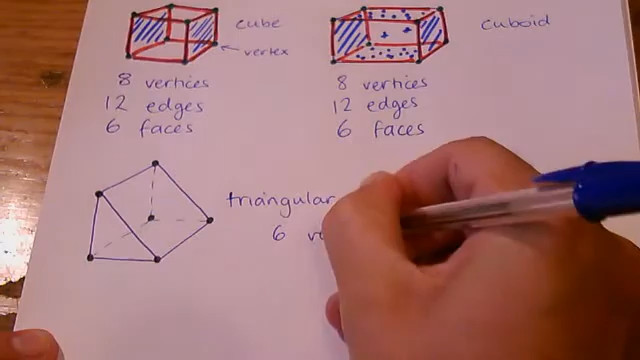 cube
vertex
8 vertices
12 edges
6 faces
cuboid
8 vertices
12 edges
6 faces
triangular
6